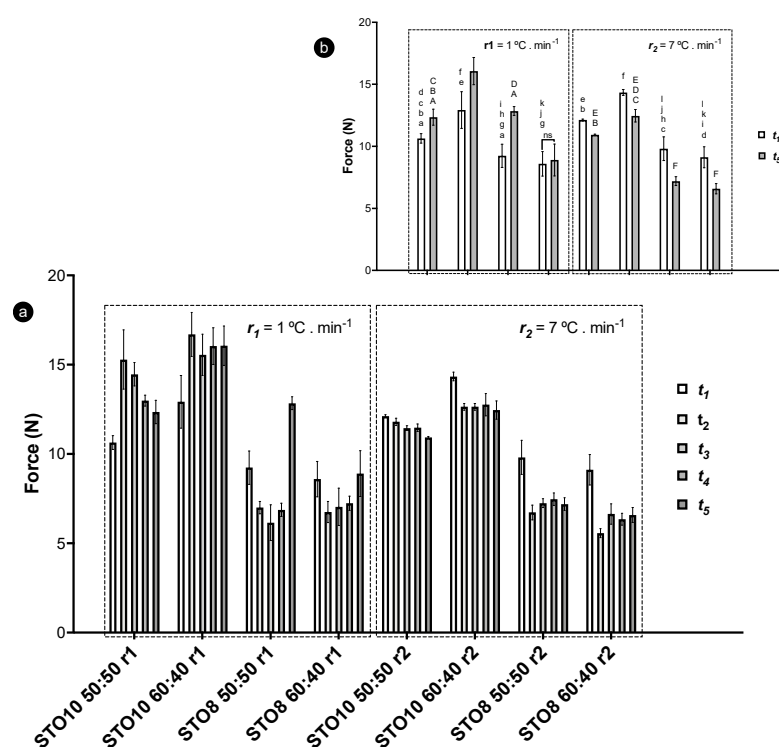 b
Force (N)
20
15
10
5
0
r1 = 1 ºC . min-1
r2 = 7 ºC . min-1
d
c
b
a
C
B
A
f
e
i
h
g
a
D
A
k
j
g
ns
e
b
E
B
f
E
D
C
l
j
h
c
F
l
k
i
d
F
t1
t5
a
Force (N)
20
15
10
5
0
r1 = 1 ºC . min-1
r2 = 7 ºC . min-1
t1
t2
t3
t4
t5
STO10 50:50 r1
STO10 60:40 r1
STO8 50:50 r1
STO8 60:40 r1
STO10 50:50 r2
STO10 60:40 r2
STO8 50:50 r2
STO8 60:40 r2